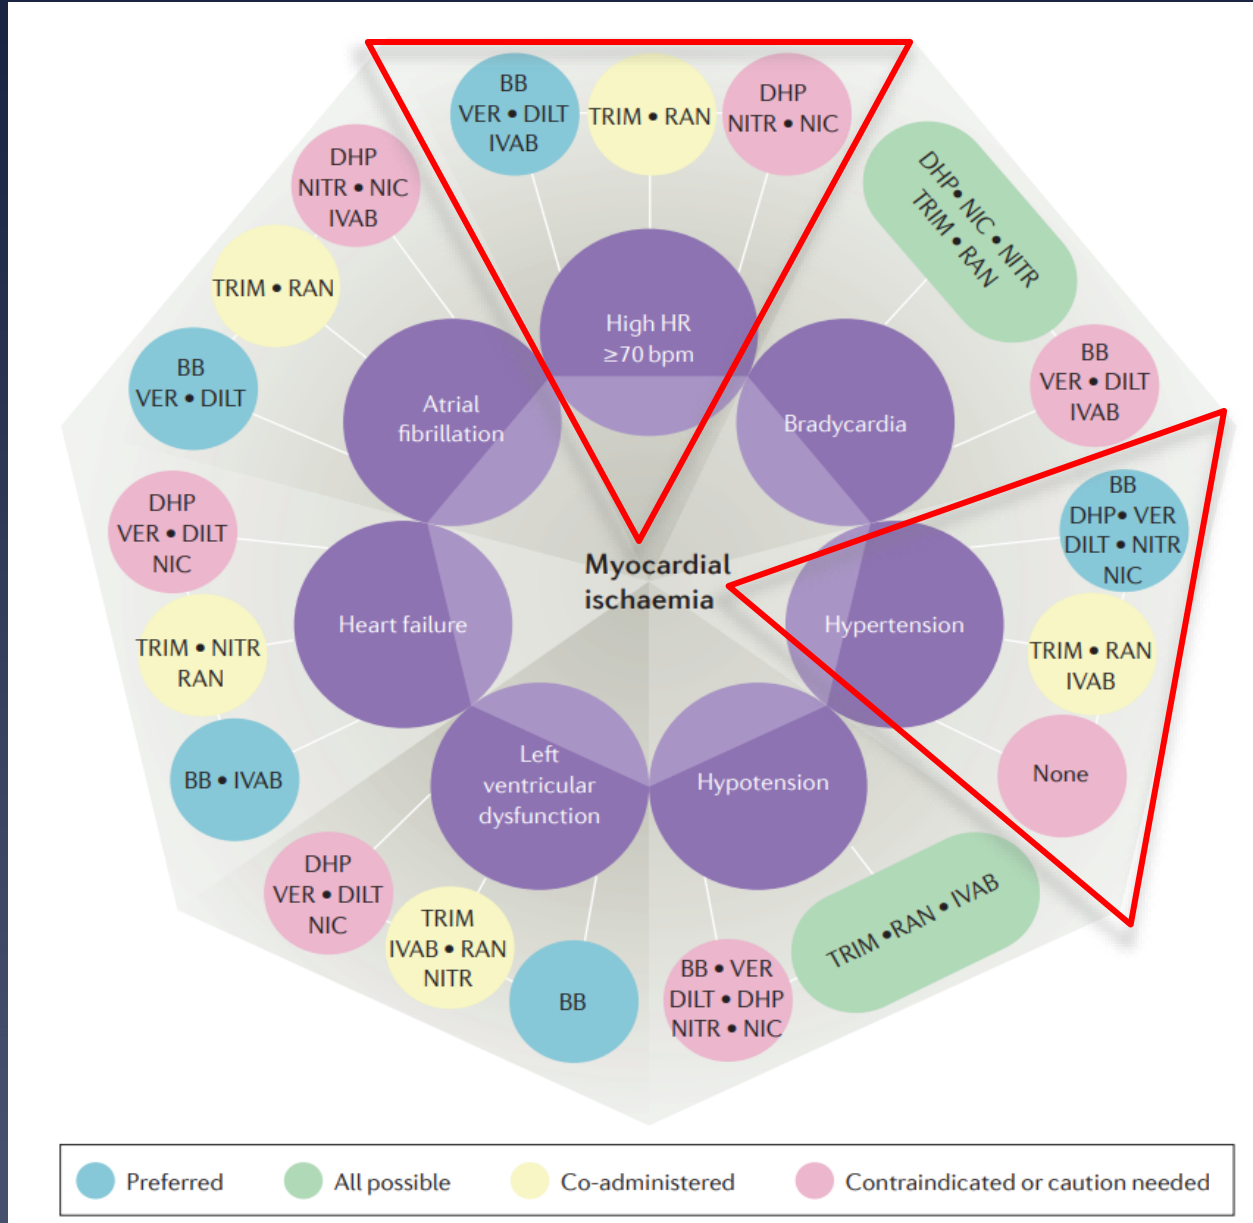 BB
VER • DILT
IVAB
TRIM • RAN
DHP
NITR • NIC
High HR
≥70 bpm
DHP • NIC • NITR
TRIM • RAN
BB
VER • DILT
IVAB
Bradycardia
BB
DHP • VER
DILT • NITR
NIC
TRIM • RAN
IVAB
None
Hypertension
TRIM • RAN • IVAB
BB • VER
DILT • DHP
NITR • NIC
Hypotension
BB
TRIM
IVAB • RAN
NITR
DHP
VER • DILT
NIC
Left
ventricular
dysfunction
BB • IVAB
TRIM • NITR
RAN
DHP
VER • DILT
NIC
Heart failure
BB
VER • DILT
TRIM • RAN
DHP
NITR • NIC
IVAB
Atrial
fibrillation
Myocardial
ischaemia
Preferred
All possible
Co-administered
Contraindicated or caution needed